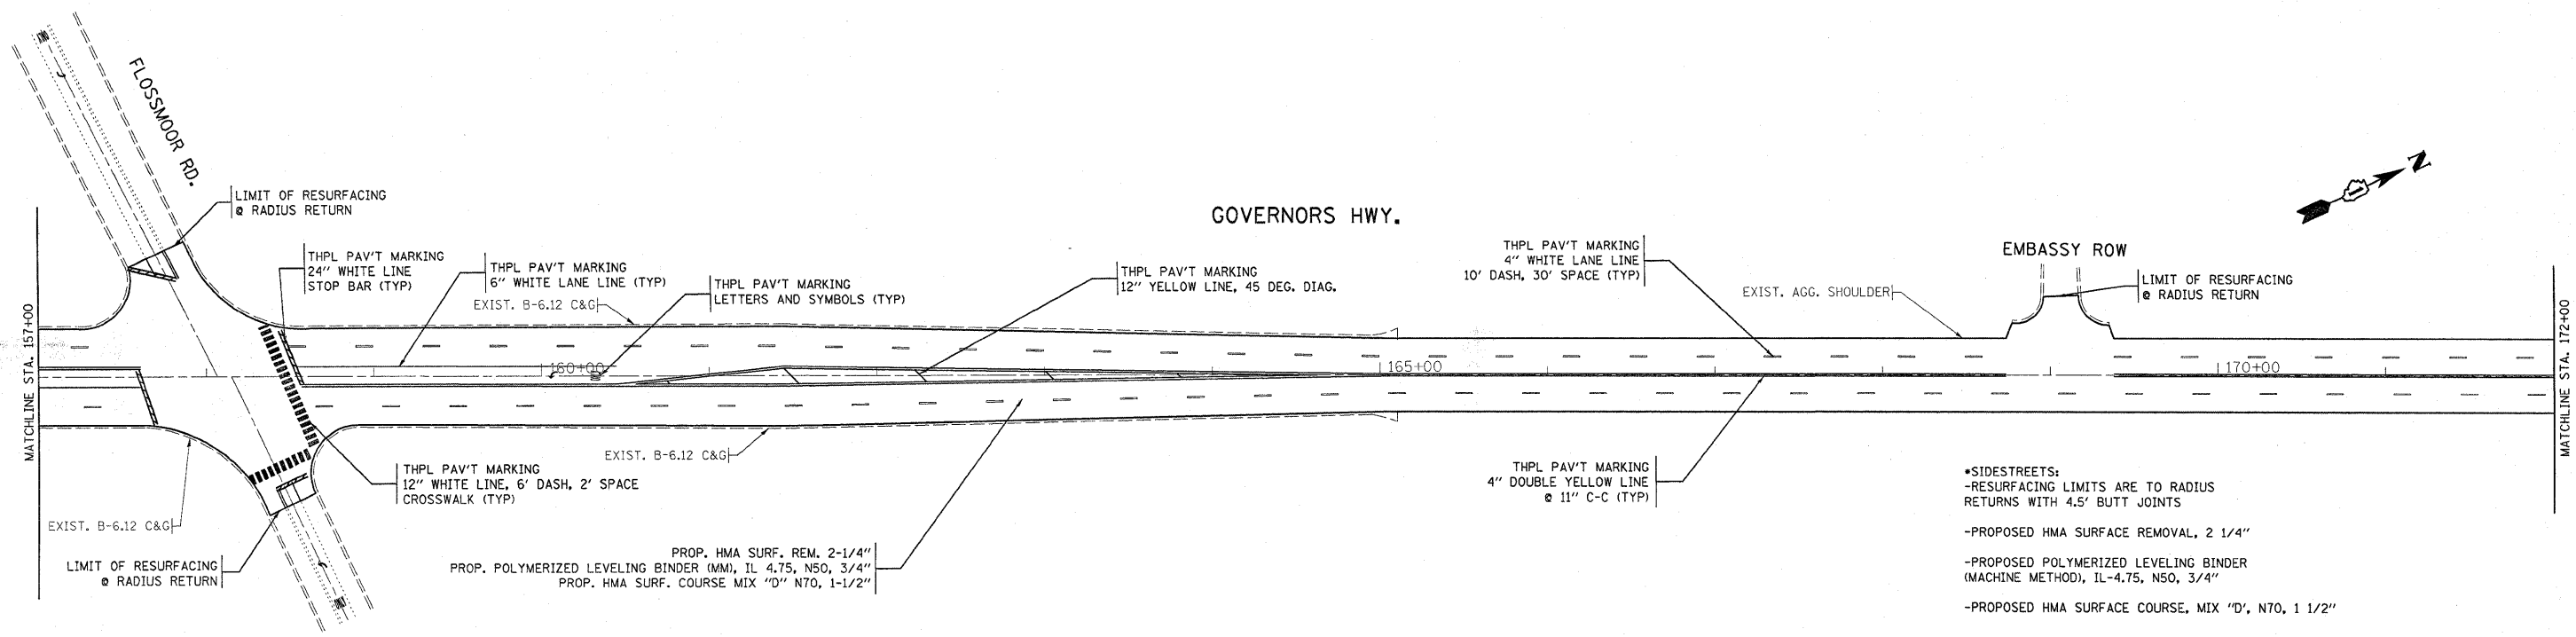 FLOSSMOOR RD.
LIMIT OF RESURFACING
@ RADIUS RETURN
GOVERNORS HWY.
THPL PAV'T MARKING
24" WHITE LINE
STOP BAR (TYP)
THPL PAV'T MARKING
6" WHITE LANE LINE (TYP)
EXIST. B-6.12 C&G
THPL PAV'T MARKING
LETTERS AND SYMBOLS (TYP)
THPL PAV'T MARKING
12" YELLOW LINE, 45 DEG. DIAG.
THPL PAV'T MARKING
4" WHITE LANE LINE
10' DASH, 30' SPACE (TYP)
EXIST. AGG. SHOULDER
EMBASSY ROW
LIMIT OF RESURFACING
@ RADIUS RETURN
N
1
MATCHLINE STA. 157+00
160+00
165+00
170+00
MATCHLINE STA. 172+00
EXIST. B-6.12 C&G
LIMIT OF RESURFACING
@ RADIUS RETURN
THPL PAV'T MARKING
12" WHITE LINE, 6' DASH, 2' SPACE
CROSSWALK (TYP)
EXIST. B-6.12 C&G
PROP. HMA SURF. REM. 2-1/4"
PROP. POLYMERIZED LEVELING BINDER (MM), IL 4.75, N50, 3/4"
PROP. HMA SURF. COURSE MIX "D" N70, 1-1/2"
THPL PAV'T MARKING
4" DOUBLE YELLOW LINE
@ 11" C-C (TYP)
*SIDESTREETS:
-RESURFACING LIMITS ARE TO RADIUS
RETURNS WITH 4.5' BUTT JOINTS
-PROPOSED HMA SURFACE REMOVAL, 2 1/4"
-PROPOSED POLYMERIZED LEVELING BINDER
(MACHINE METHOD), IL-4.75, N50, 3/4"
-PROPOSED HMA SURFACE COURSE, MIX "D', N70, 1 1/2"